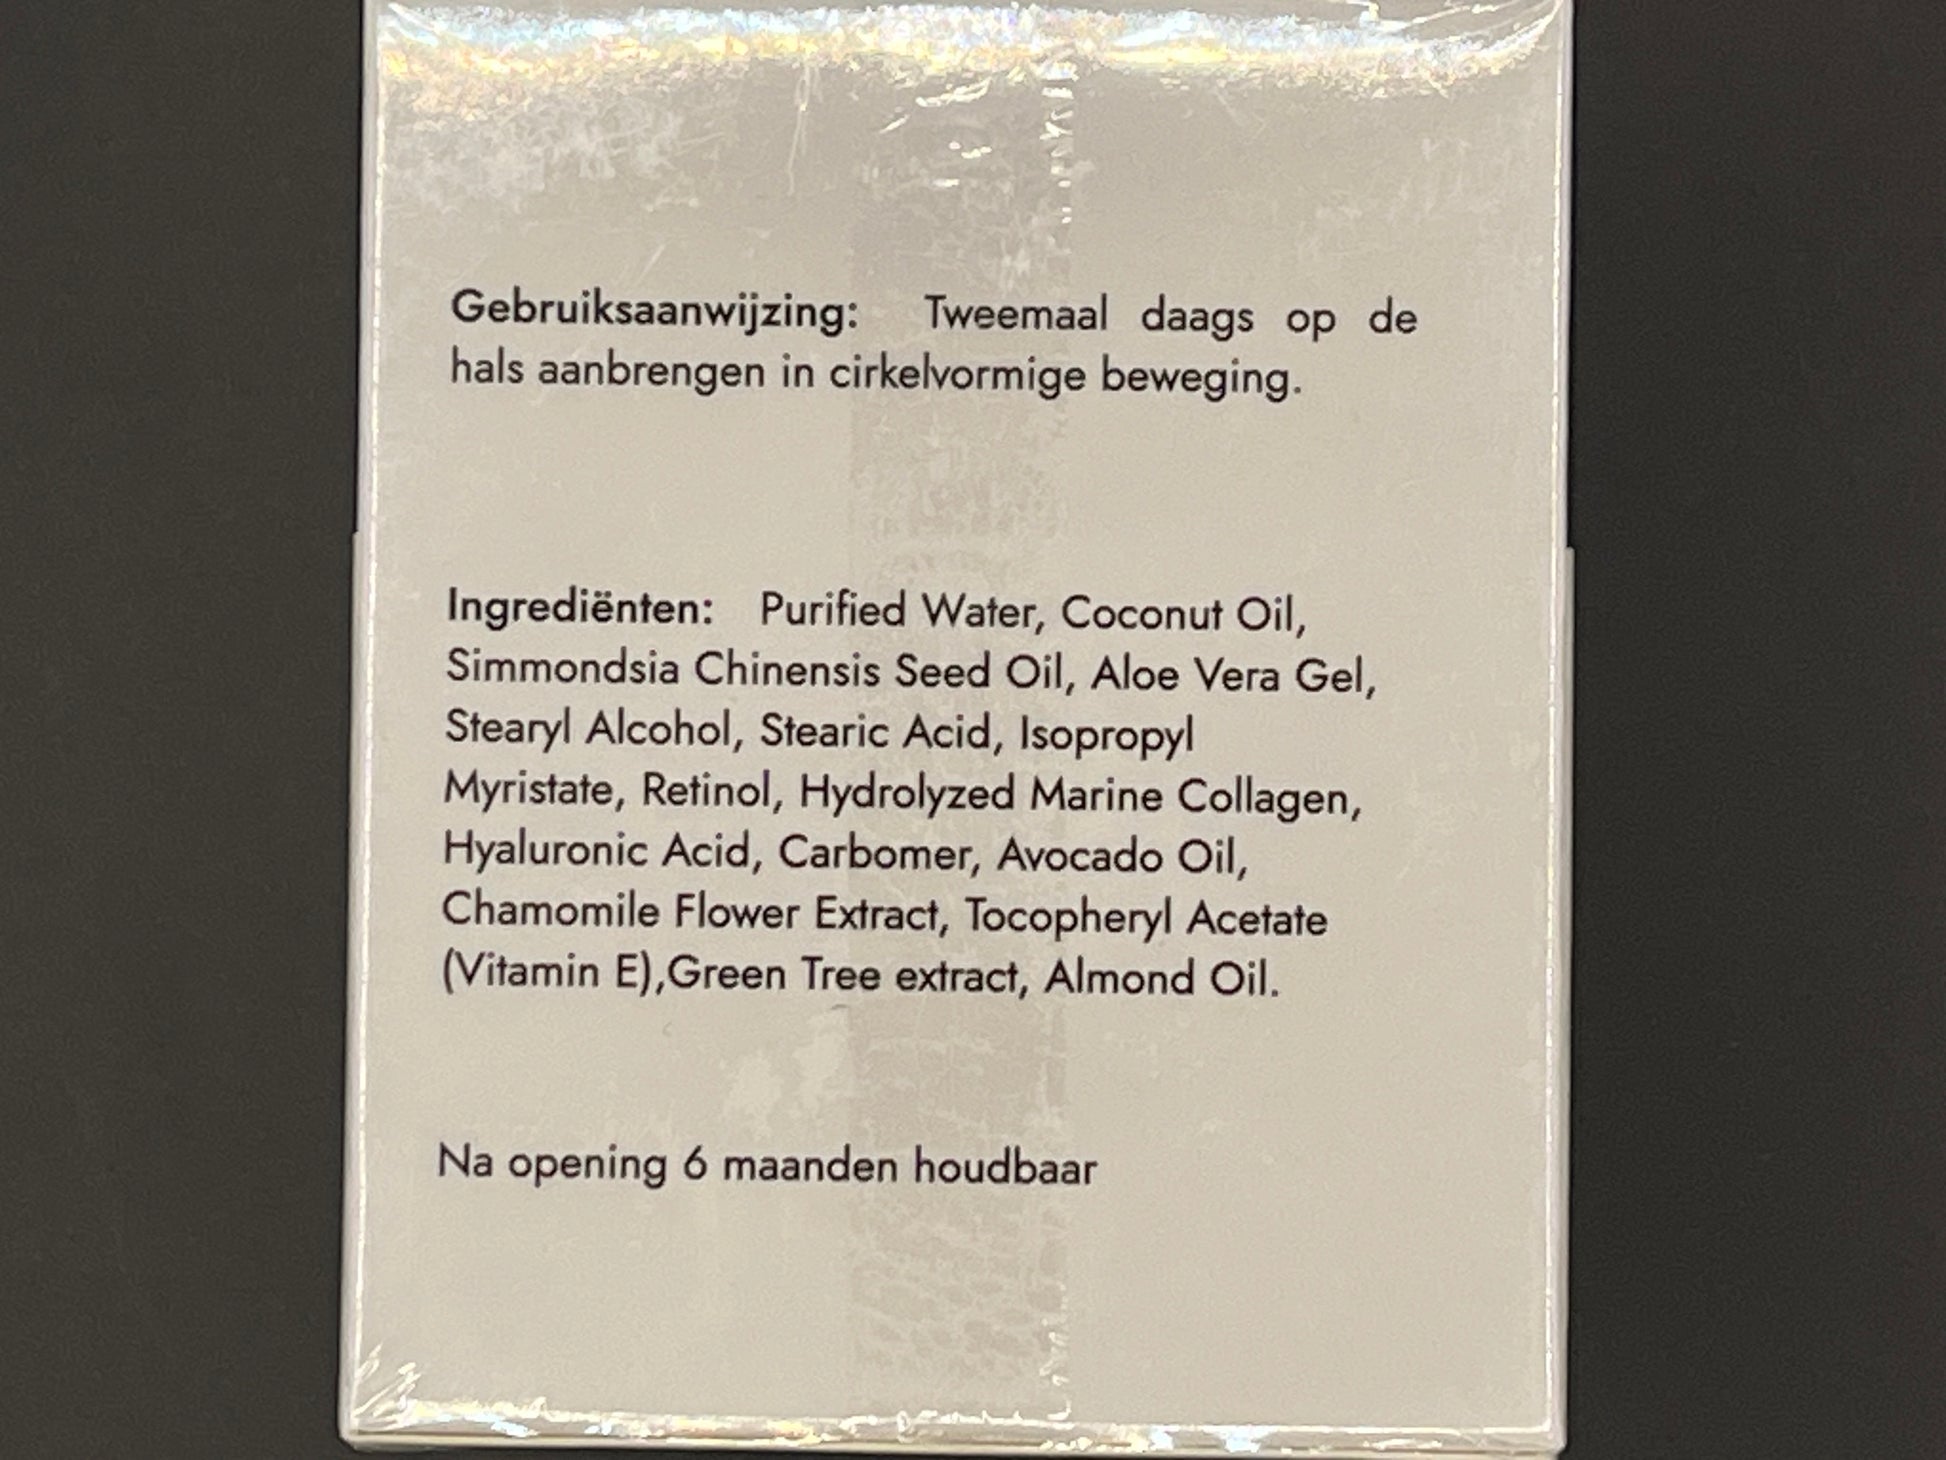 Gebruiksaanwijzing: Tweemaal daags op de
hals aanbrengen in cirkelvormige beweging.
Ingrediënten: Purified Water, Coconut Oil,
Simmondsia Chinensis Seed Oil, Aloe Vera Gel,
Stearyl Alcohol, Stearic Acid, Isopropyl
Myristate, Retinol, Hydrolyzed Marine Collagen,
Hyaluronic Acid, Carbomer, Avocado Oil,
Chamomile Flower Extract, Tocopheryl Acetate
(Vitamin E),Green Tree extract, Almond Oil.
Na opening 6 maanden houdbaar